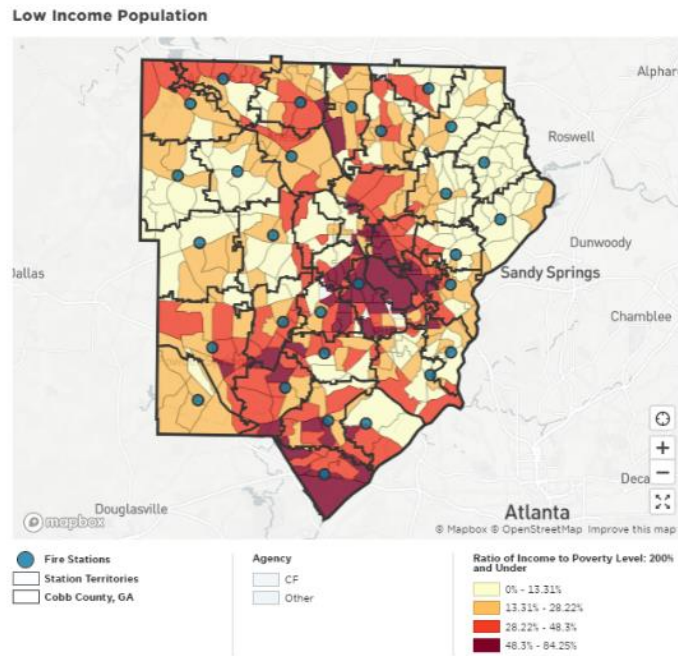 Low Income Population
Alphar
Roswell
Dunwoody
Dallas
Sandy Springs
Chamblee
Deca
Douglasville
Atlanta
mapbox
© Mapbox © OpenStreetMap Improve this map
Fire Stations
Station Territories
Cobb County, GA
Agency
CF
Other
Ratio of Income to Poverty Level: 200%
and Under
0% - 13.31%
13.31% - 28.22%
28.22% - 48.3%
48.3% - 84.25%